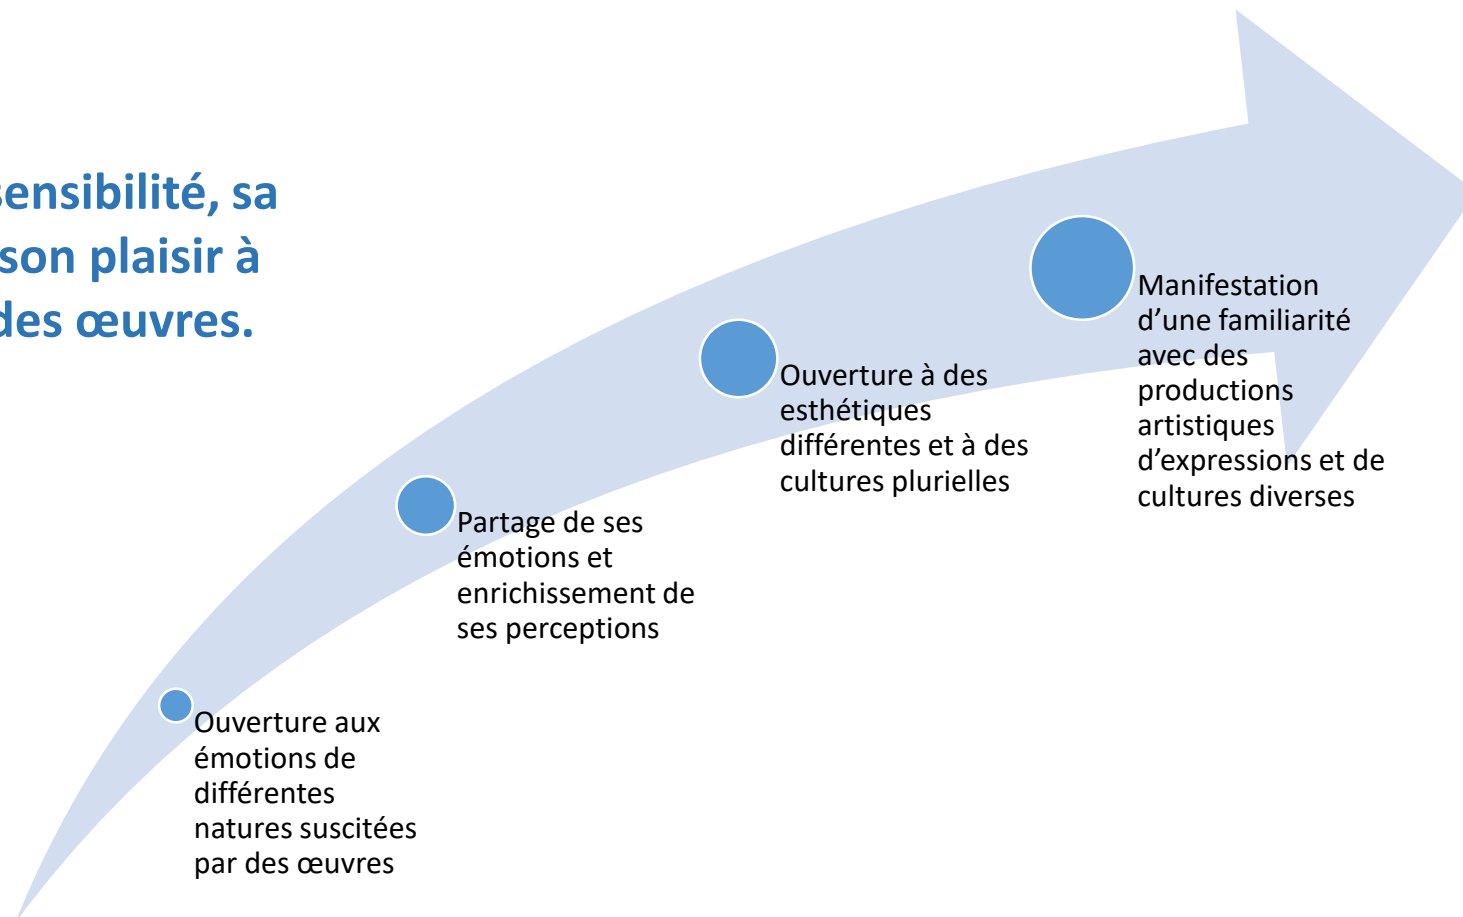 sensibilité, sa
son plaisir à
des œuvres.
Ouverture aux
émotions de
différentes
natures suscitées
par des œuvres
Partage de ses
émotions et
enrichissement de
ses perceptions
Ouverture à des
esthétiques
différentes et à des
cultures plurielles
Manifestation
d’une familiarité
avec des
productions
artistiques
d’expressions et de
cultures diverses